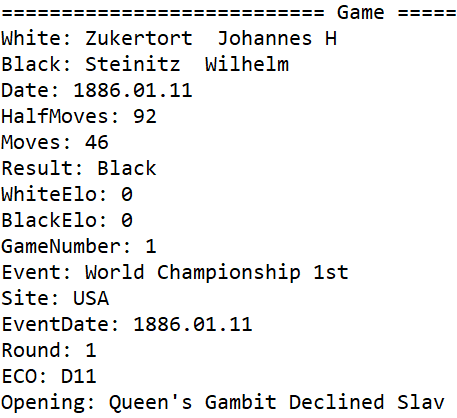 =========================== Game =====
White: Zukertort  Johannes H
Black: Steinitz  Wilhelm
Date: 1886.01.11
HalfMoves: 92
Moves: 46
Result: Black
WhiteElo: 0
BlackElo: 0
GameNumber: 1
Event: World Championship 1st
Site: USA
EventDate: 1886.01.11
Round: 1
ECO: D11
Opening: Queen's Gambit Declined Slav